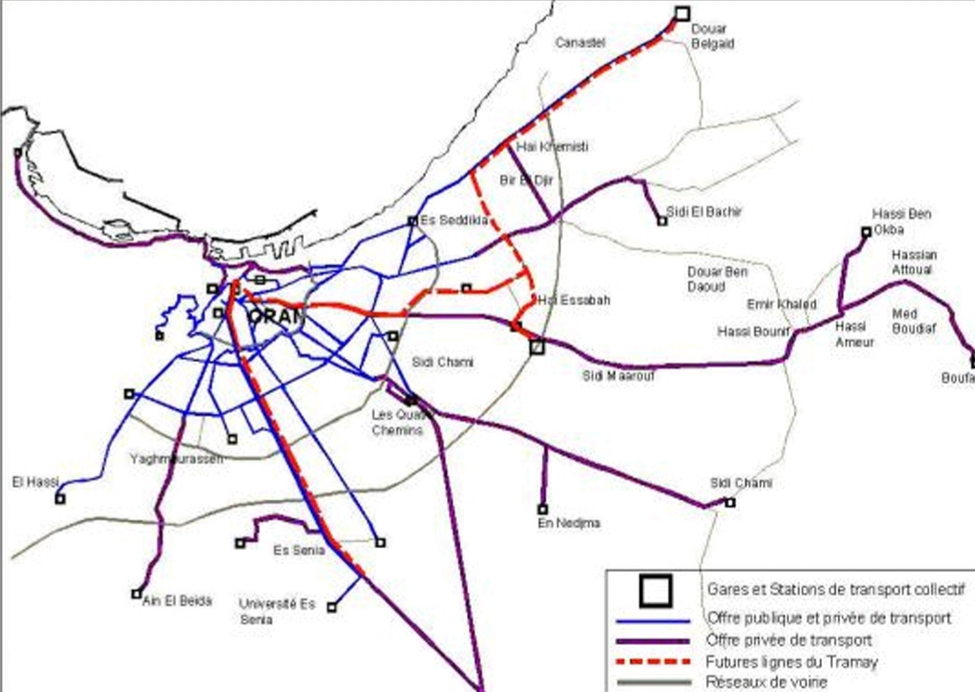 Douar
Belgaid
Canastel
Hai Khemisti
Bir El Djir
Es Seddikia
Sidi El Bachir
Hassi Ben
Okba
Hassian
Attoual
Douar Ben
Daoud
Emir Khaled
Hai Essabah
ORAN
Hassi Bounif
Hassi
Ameur
Med
Boudiaf
Sidi Chami
Sidi Maarouf
Boufa
Les Quatre
Chemins
Yaghmourassen
El Hassi
Sidi Chami
En Nedjma
Es Senia
Ain El Beida
Université Es
Senia
Gares et Stations de transport collectif
Offre publique et privée de transport
Offre privée de transport
Futures lignes du Tramay
Réseaux de voirie